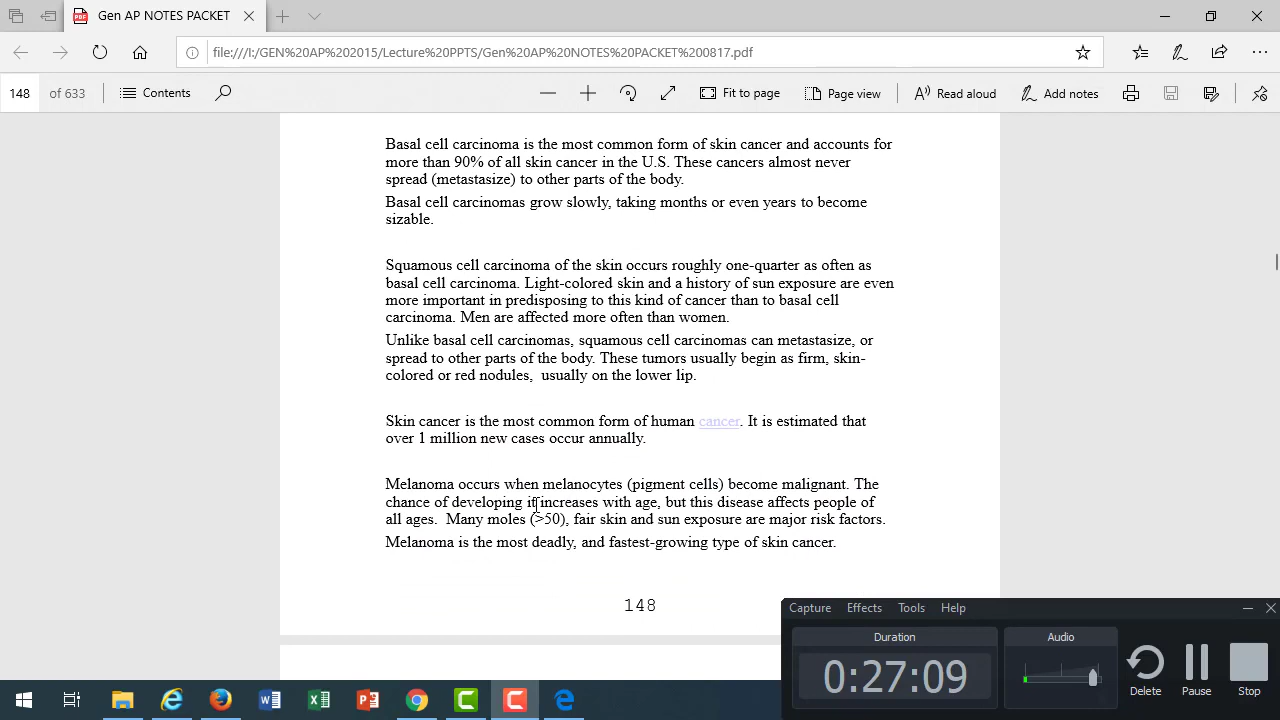 Gen AP NOTES PACKET
file:///I:/GEN%20AP%202015/Lecture%20PPTS/Gen%20AP%20NOTES%20PACKET%200817.pdf
148 of 633 Contents Fit to page Page view Read aloud Add notes
Basal cell carcinoma is the most common form of skin cancer and accounts for
more than 90% of all skin cancer in the U.S. These cancers almost never
spread (metastasize) to other parts of the body.
Basal cell carcinomas grow slowly, taking months or even years to become
sizable.
Squamous cell carcinoma of the skin occurs roughly one-quarter as often as
basal cell carcinoma. Light-colored skin and a history of sun exposure are even
more important in predisposing to this kind of cancer than to basal cell
carcinoma. Men are affected more often than women.
Unlike basal cell carcinomas, squamous cell carcinomas can metastasize, or
spread to other parts of the body. These tumors usually begin as firm, skin-
colored or red nodules, usually on the lower lip.
Skin cancer is the most common form of human cancer. It is estimated that
over 1 million new cases occur annually.
Melanoma occurs when melanocytes (pigment cells) become malignant. The
chance of developing it increases with age, but this disease affects people of
all ages. Many moles (>50), fair skin and sun exposure are major risk factors.
Melanoma is the most deadly, and fastest-growing type of skin cancer.
148
Capture Effects Tools Help
Duration Audio
0:27:09
Delete Pause Stop